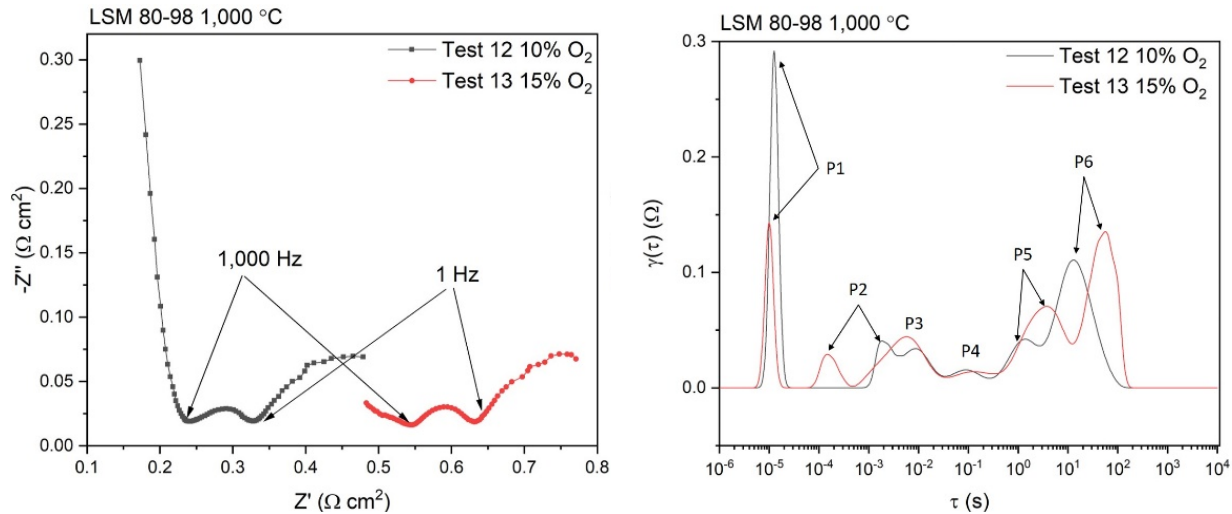 LSM 80-98 1,000 °C
Test 12 10% O₂
Test 13 15% O₂
1,000 Hz
1 Hz
-Z'' (Ω cm²)
0.30
0.25
0.20
0.15
0.10
0.05
0.00
0.1 0.2 0.3 0.4 0.5 0.6 0.7 0.8
Z' (Ω cm²)
LSM 80-98 1,000 °C
Test 12 10% O₂
Test 13 15% O₂
P1
P6
P5
P2
P3
P4
γ(τ) (Ω)
0.3
0.2
0.1
0.0
10⁻⁶ 10⁻⁵ 10⁻⁴ 10⁻³ 10⁻² 10⁻¹ 10⁰ 10¹ 10² 10³ 10⁴
τ (s)